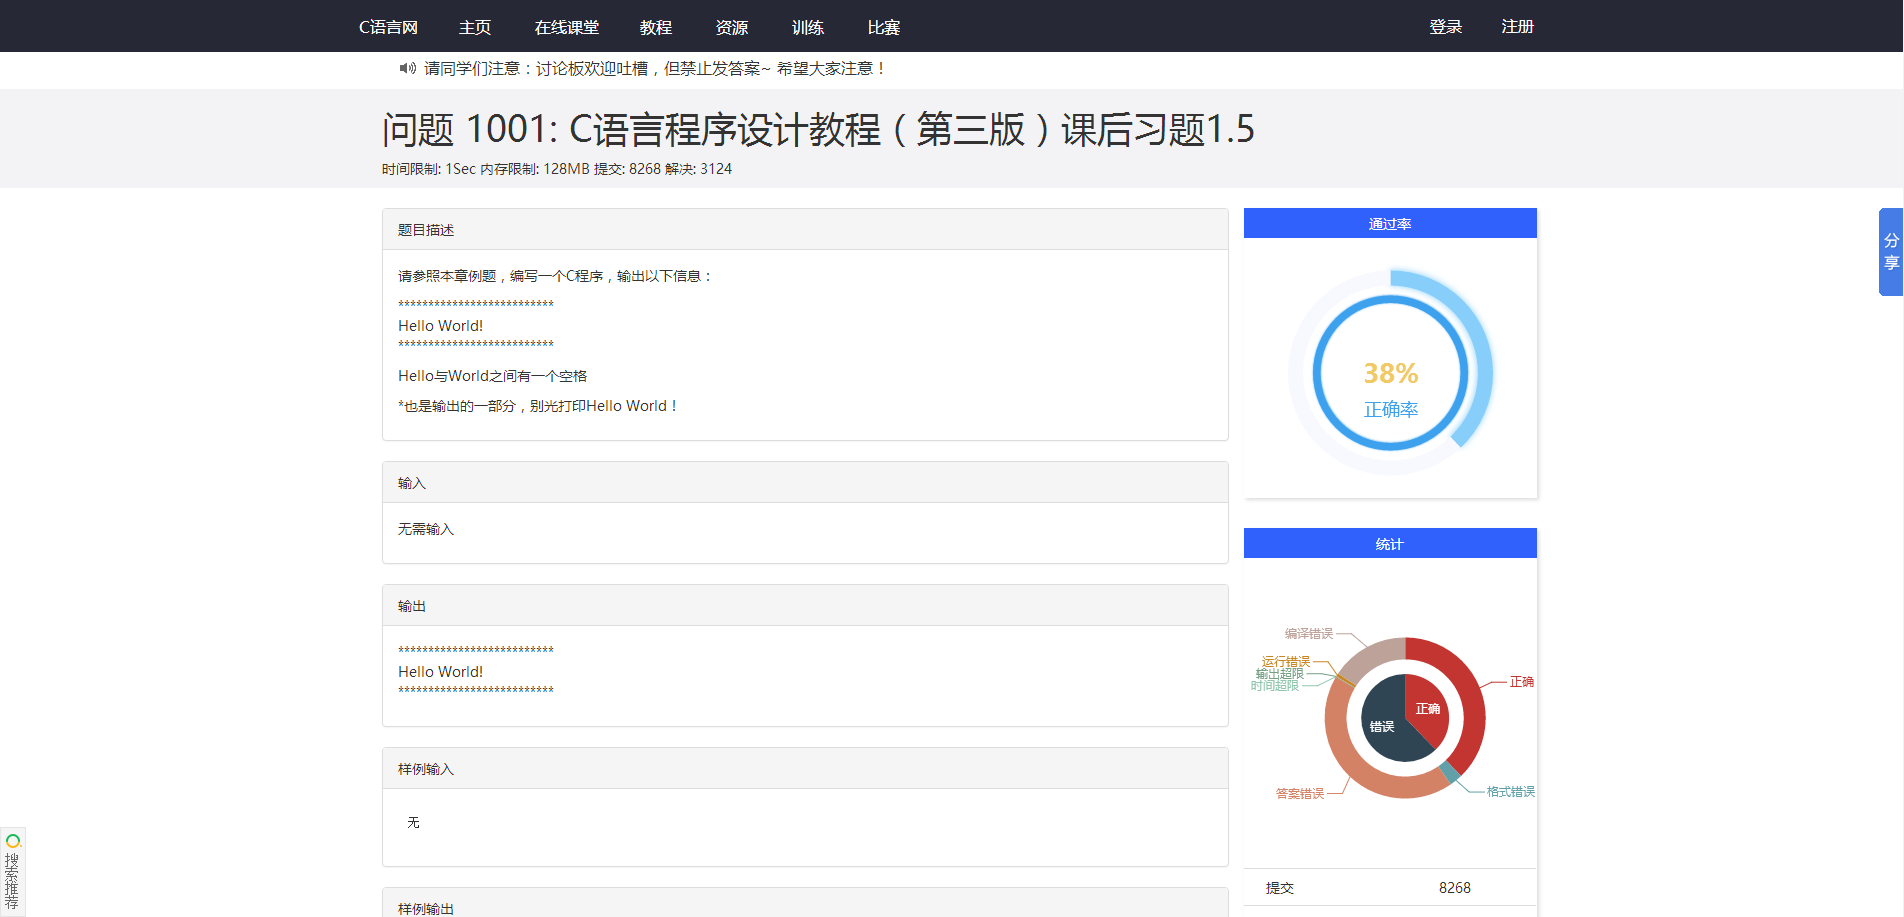 C语言网 主页 在线课堂 教程 资源 训练 比赛 登录 注册
请同学们注意：讨论板欢迎吐槽，但禁止发答案~ 希望大家注意！
问题 1001: C语言程序设计教程（第三版）课后习题1.5
时间限制: 1Sec 内存限制: 128MB 提交: 8268 解决: 3124
题目描述
请参照本章例题，编写一个C程序，输出以下信息：
**************************
Hello World!
**************************
Hello与World之间有一个空格
*也是输出的一部分，别光打印Hello World！
输入
无需输入
输出
**************************
Hello World!
**************************
样例输入
无
样例输出
通过率
38%
正确率
统计
编译错误
运行错误
输出超限
时间超限
正确
正确
错误
答案错误
格式错误
提交 8268
分享
搜索推荐